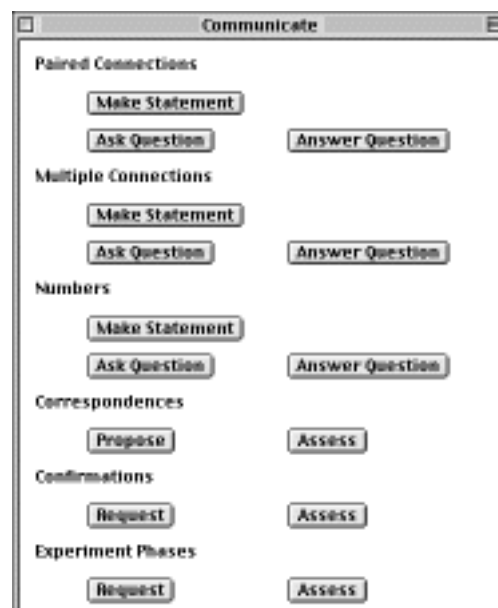 Communicate
Paired Connections
Make Statement
Ask Question Answer Question
Multiple Connections
Make Statement
Ask Question Answer Question
Numbers
Make Statement
Ask Question Answer Question
Correspondences
Propose Assess
Confirmations
Request Assess
Experiment Phases
Request Assess